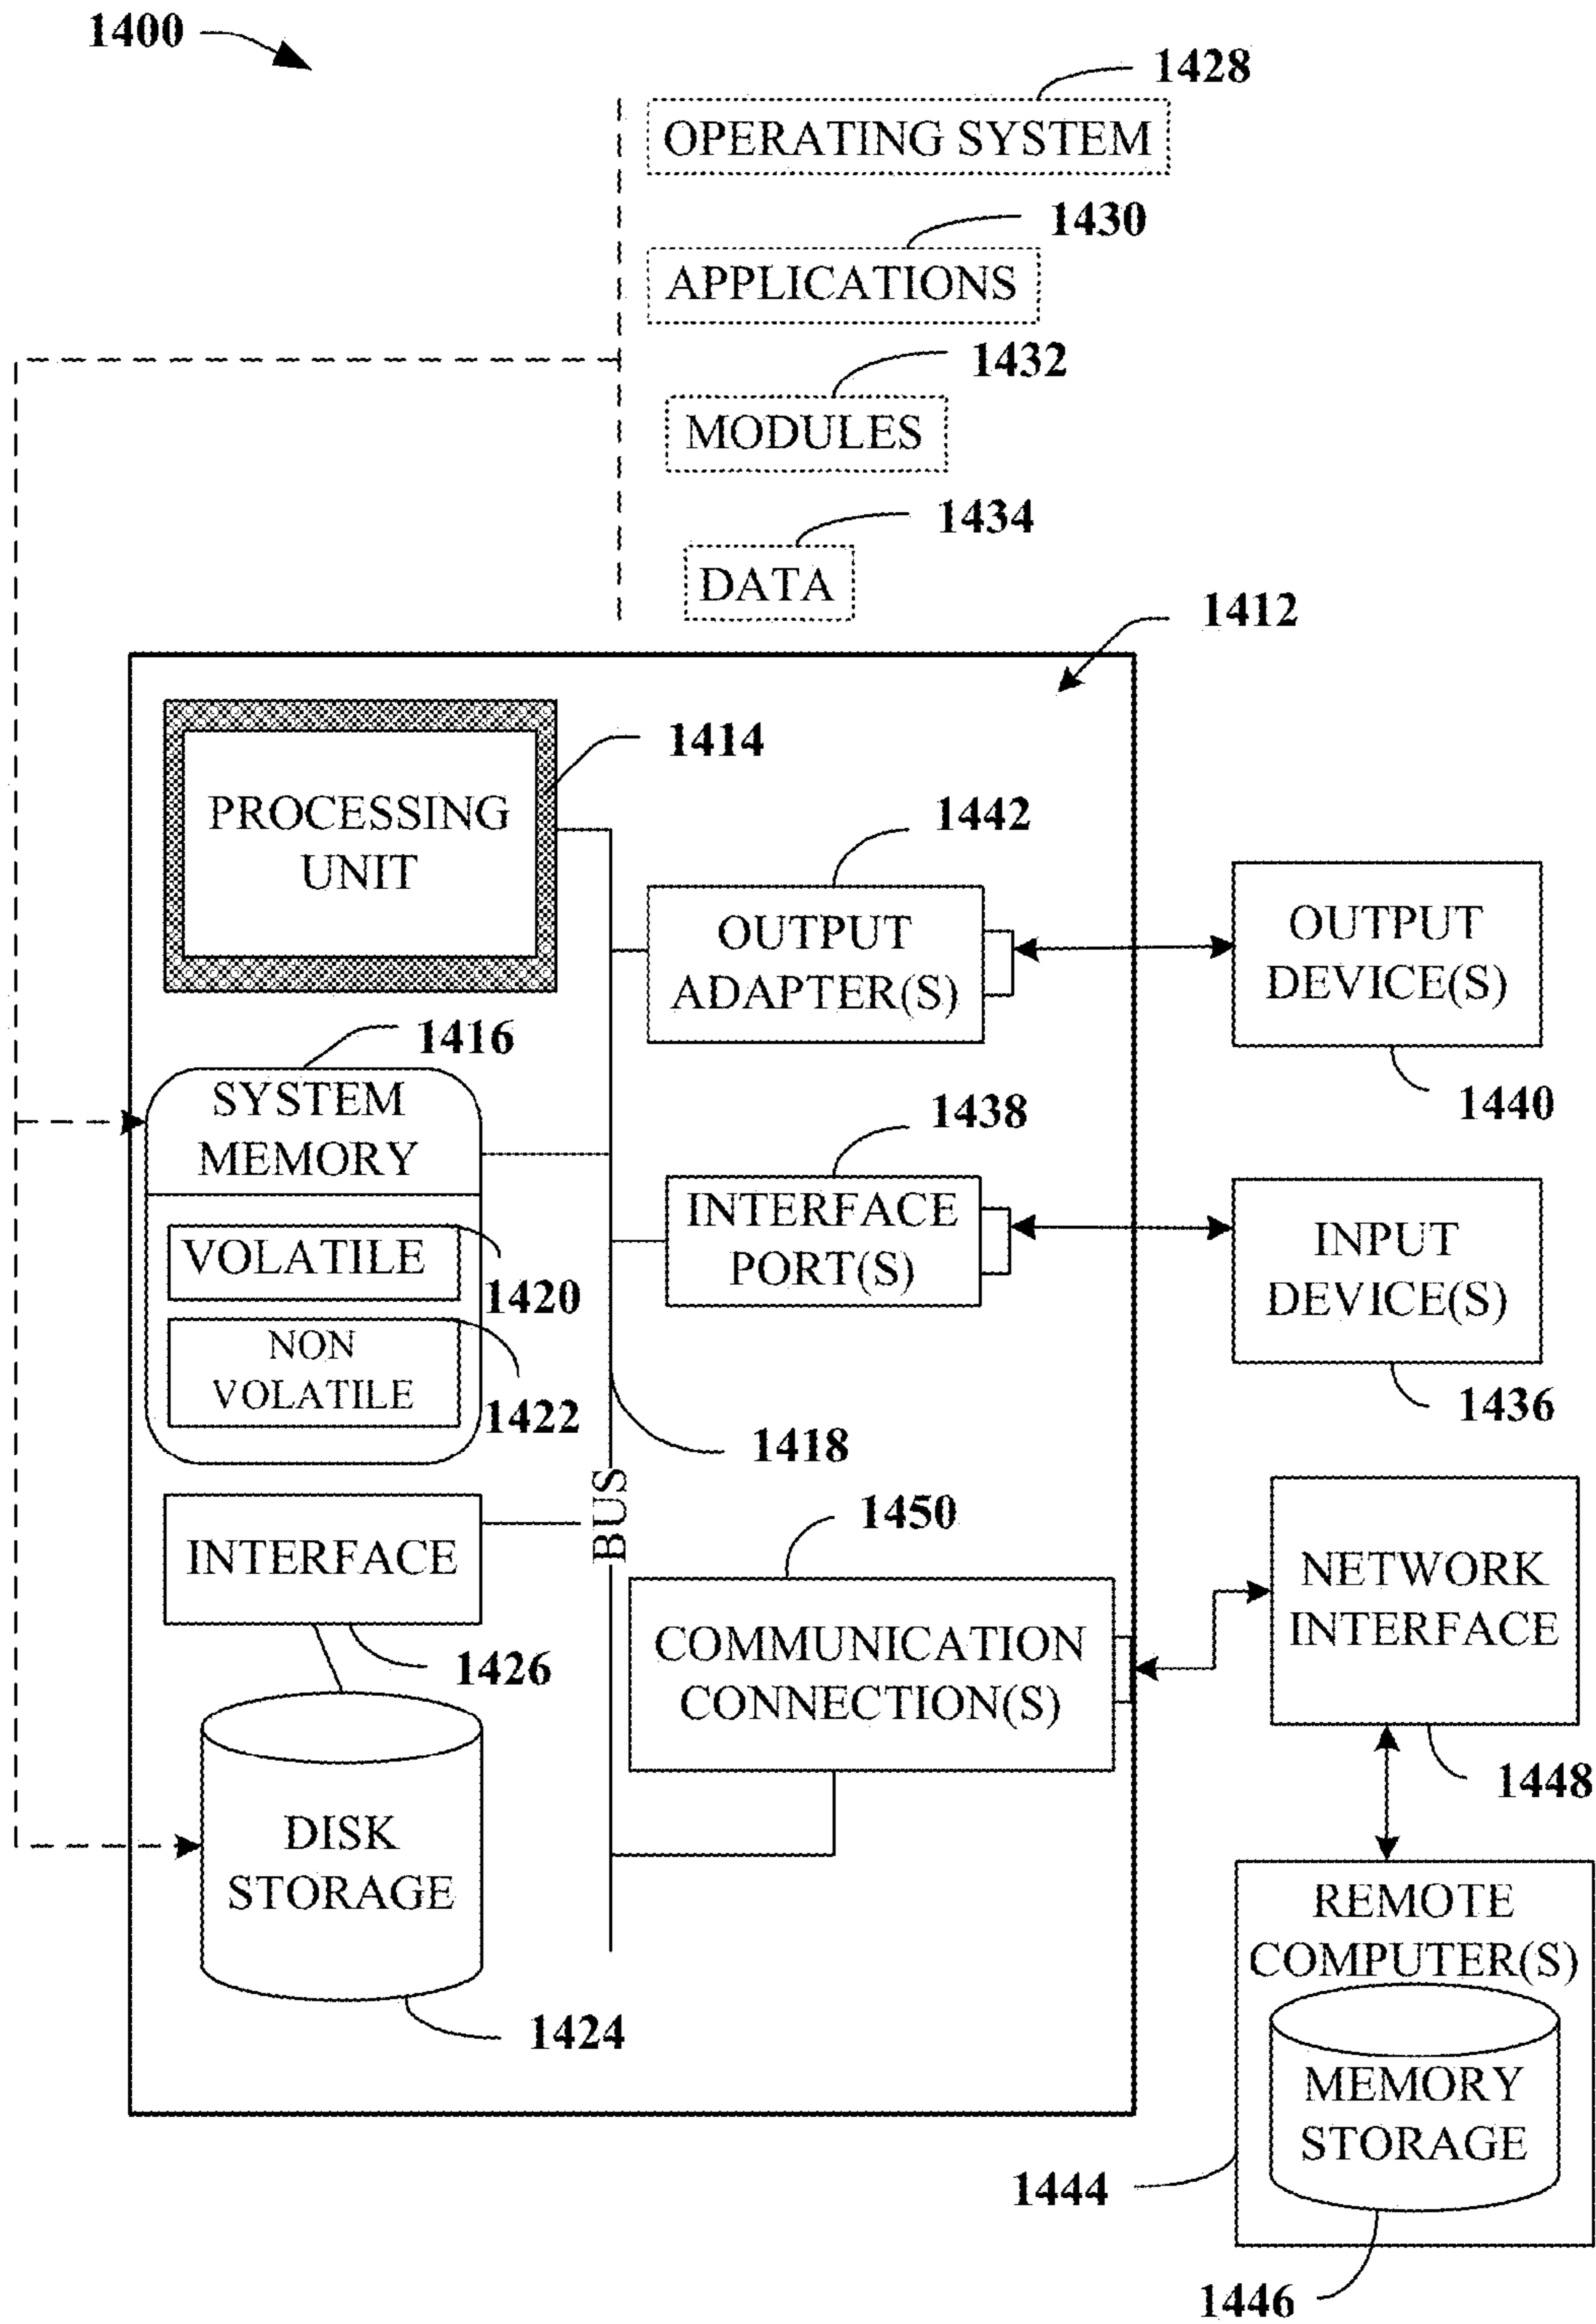 1400
1428
OPERATING SYSTEM
1430
APPLICATIONS
1432
MODULES
1434
DATA
1412
1414
PROCESSING
UNIT
1442
OUTPUT
ADAPTER(S)
OUTPUT
DEVICE(S)
1440
1416
SYSTEM
MEMORY
VOLATILE
1420
NON
VOLATILE
1422
1438
INTERFACE
PORT(S)
INPUT
DEVICE(S)
1436
1418
BUS
INTERFACE
1426
1450
COMMUNICATION
CONNECTION(S)
NETWORK
INTERFACE
1448
DISK
STORAGE
1424
REMOTE
COMPUTER(S)
MEMORY
STORAGE
1444
1446